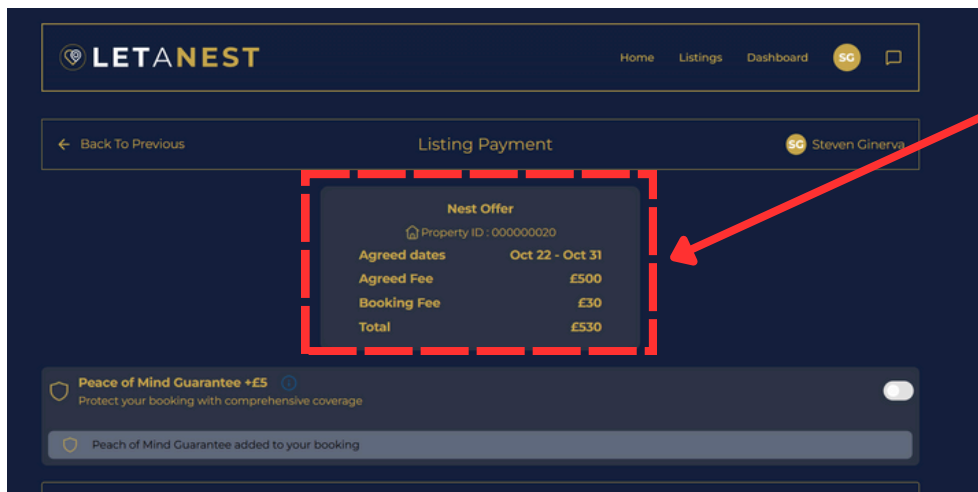 LETANEST
Home Listings Dashboard SG
Back To Previous
Listing Payment
SG Steven Ginerva
Nest Offer
Property ID : 000000020
Agreed dates Oct 22 - Oct 31
Agreed Fee £500
Booking Fee £30
Total £530
Peace of Mind Guarantee +£5
Protect your booking with comprehensive coverage
Peach of Mind Guarantee added to your booking